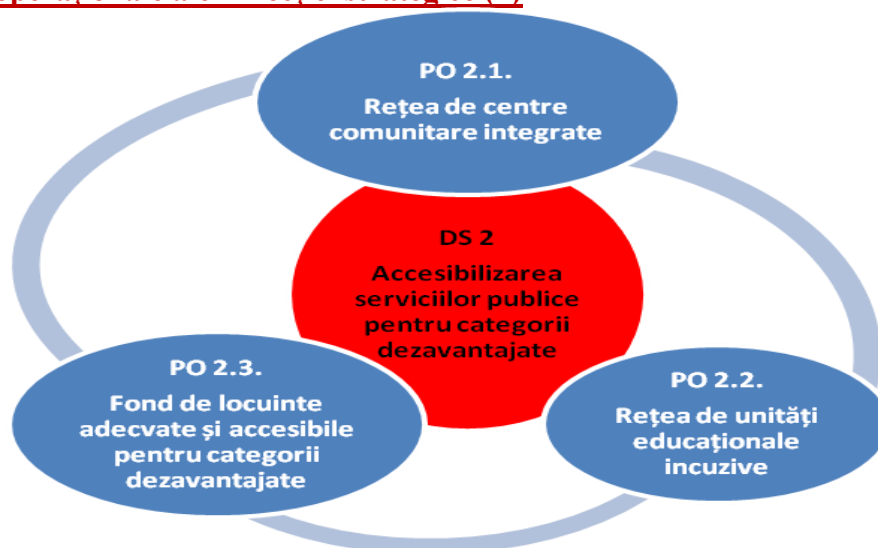 PO 2.1.
Rețea de centre
comunitare integrate
DS 2
Accesibilizarea
serviciilor publice
pentru categorii
dezavantajate
PO 2.3.
Fond de locuinte
adecvate și accesibile
pentru categorii
dezavantajate
PO 2.2.
Rețea de unități
educaționale
incuzive